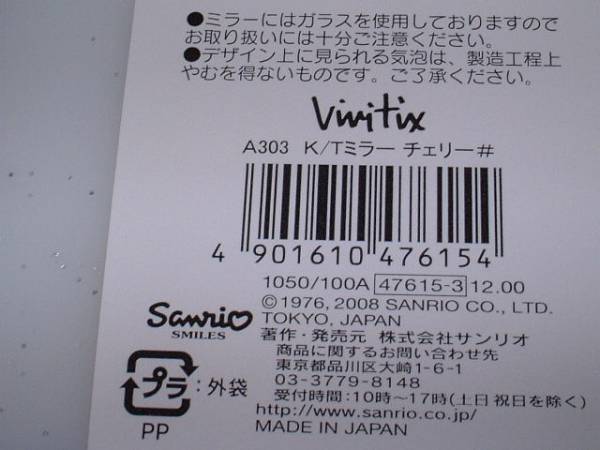 ●ミラーにはガラスを使用しておりますので
お取り扱いには十分ご注意ください。
●デザイン上に見られる気泡は、製造工程上
やむを得ないものです。ご了承ください。
Vivitix
A303 K/Tミラー チェリー#
4 901610 476154
1050/100A 47615-3 12.00
©1976, 2008 SANRIO CO., LTD.
TOKYO, JAPAN
Sanrio
SMILES
著作・発売元 株式会社サンリオ
商品に関するお問い合わせ先
東京都品川区大崎1-6-1
03-3779-8148
受付時間:10時〜17時(土日祝日を除く)
http://www.sanrio.co.jp/
MADE IN JAPAN
プラ:外袋
PP